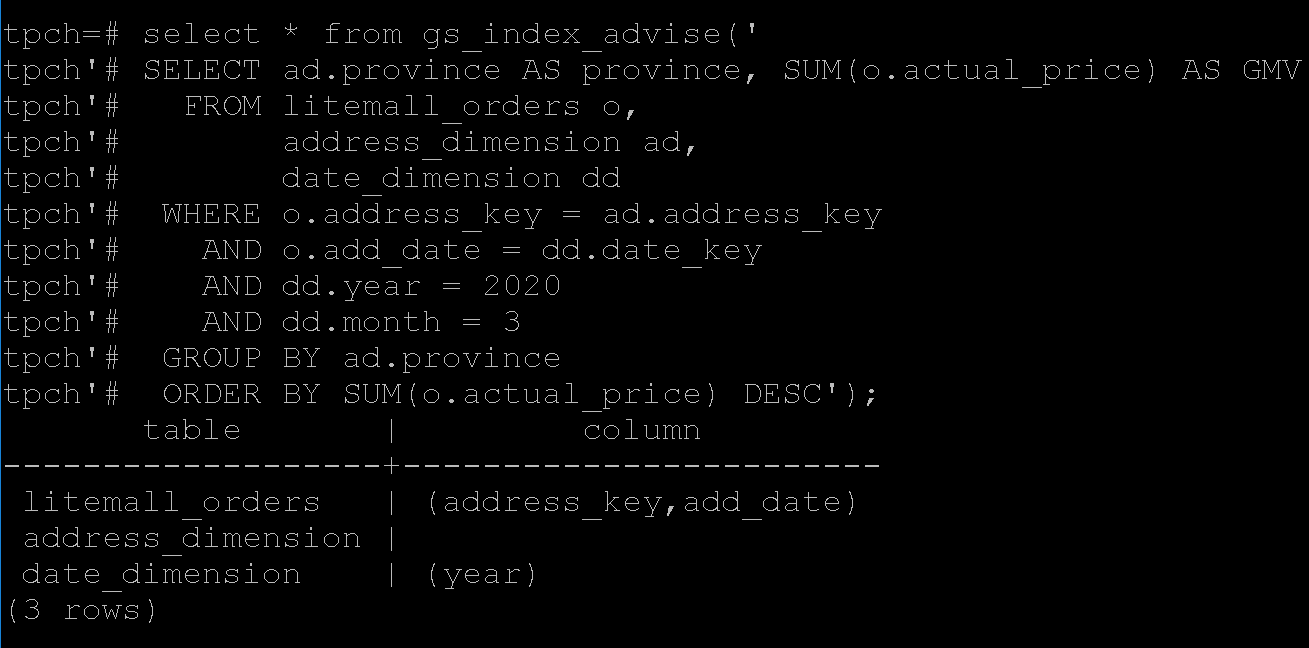 tpch=# select * from gs_index_advise('
tpch'# SELECT ad.province AS province, SUM(o.actual_price) AS GMV
tpch'#   FROM litemall_orders o,
tpch'#        address_dimension ad,
tpch'#        date_dimension dd
tpch'#  WHERE o.address_key = ad.address_key
tpch'#    AND o.add_date = dd.date_key
tpch'#    AND dd.year = 2020
tpch'#    AND dd.month = 3
tpch'#  GROUP BY ad.province
tpch'#  ORDER BY SUM(o.actual_price) DESC');
       table       |         column
-------------------+------------------------
 litemall_orders   | (address_key,add_date)
 address_dimension |
 date_dimension    | (year)
(3 rows)